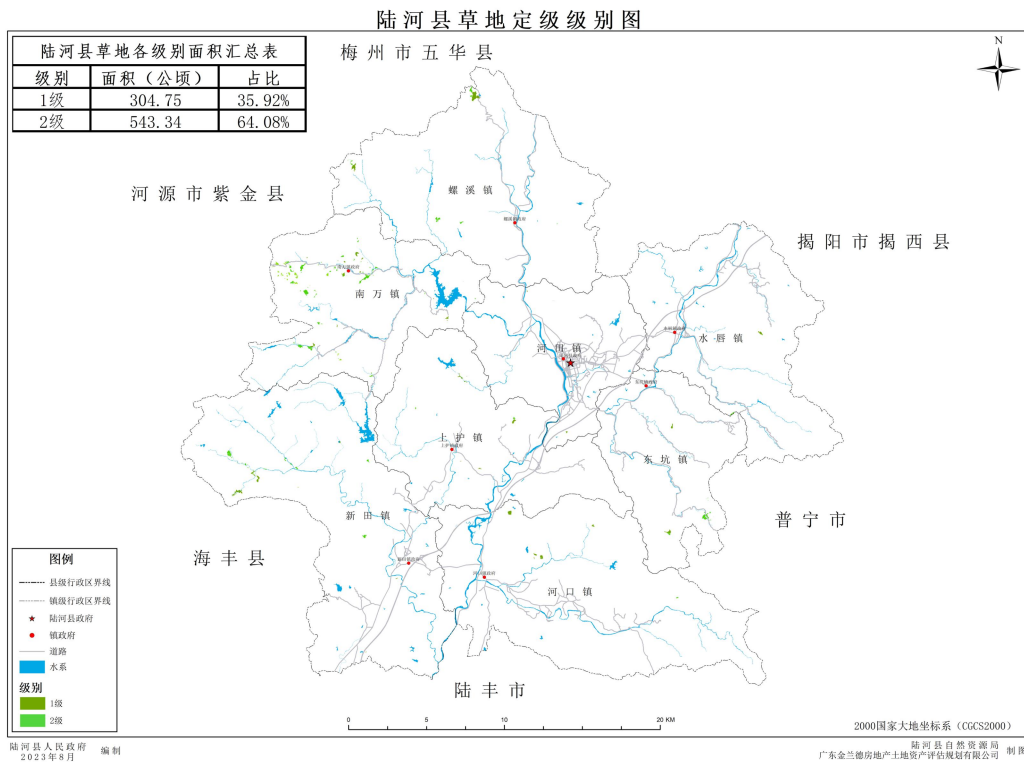 陆河县草地定级级别图
陆河县草地各级别面积汇总表
级别 面积（公顷） 占比
1级 304.75 35.92%
2级 543.34 64.08%
梅州市五华县
N
河源市紫金县
揭阳市揭西县
螺溪镇
南万镇
河田镇
水唇镇
上护镇
东坑镇
新田镇
普宁市
海丰县
河口镇
陆丰市
图例
县级行政区界线
镇级行政区界线
陆河县政府
镇政府
道路
水系
级别
1级
2级
0 5 10 20 KM
2000国家大地坐标系（CGCS2000）
陆河县人民政府 编制
2023年8月
陆河县自然资源局
广东金兰德房地产土地资产评估规划有限公司 制图